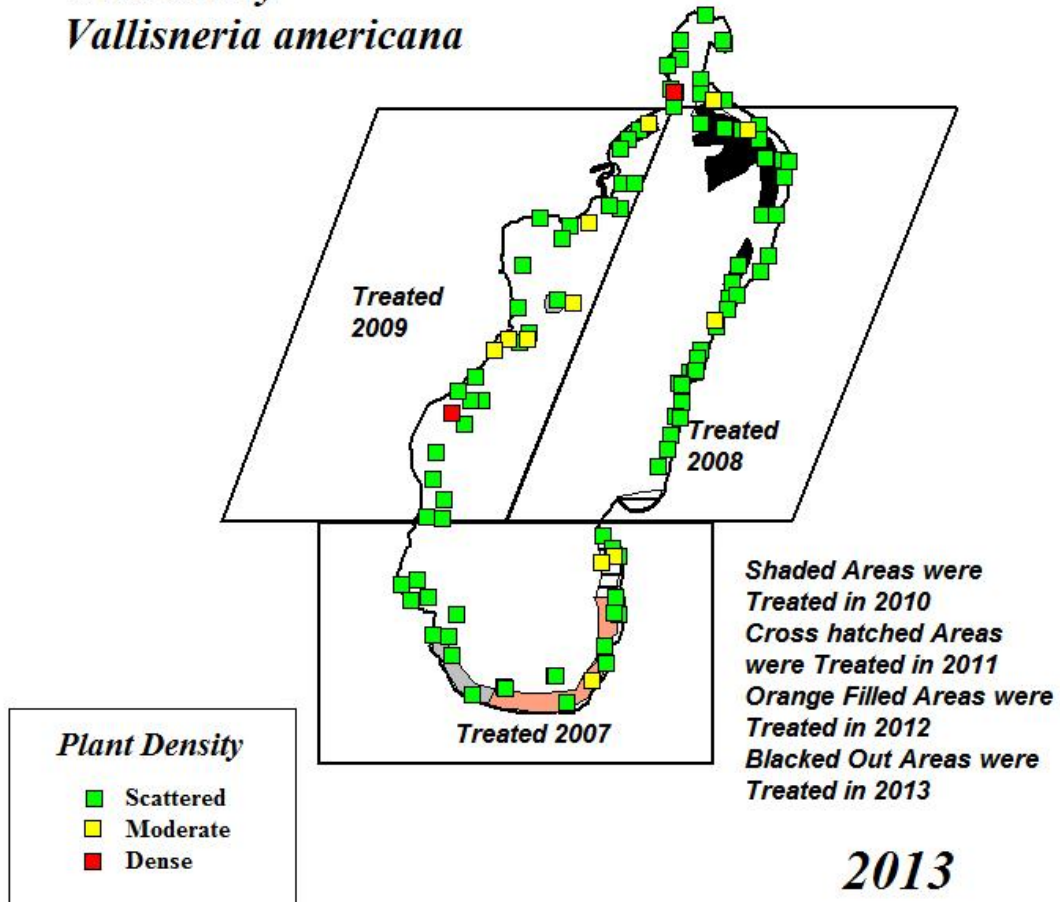 Vallisneria americana
Treated
2009
Treated
2008
Treated 2007
Shaded Areas were
Treated in 2010
Cross hatched Areas
were Treated in 2011
Orange Filled Areas were
Treated in 2012
Blacked Out Areas were
Treated in 2013
Plant Density
Scattered
Moderate
Dense
2013